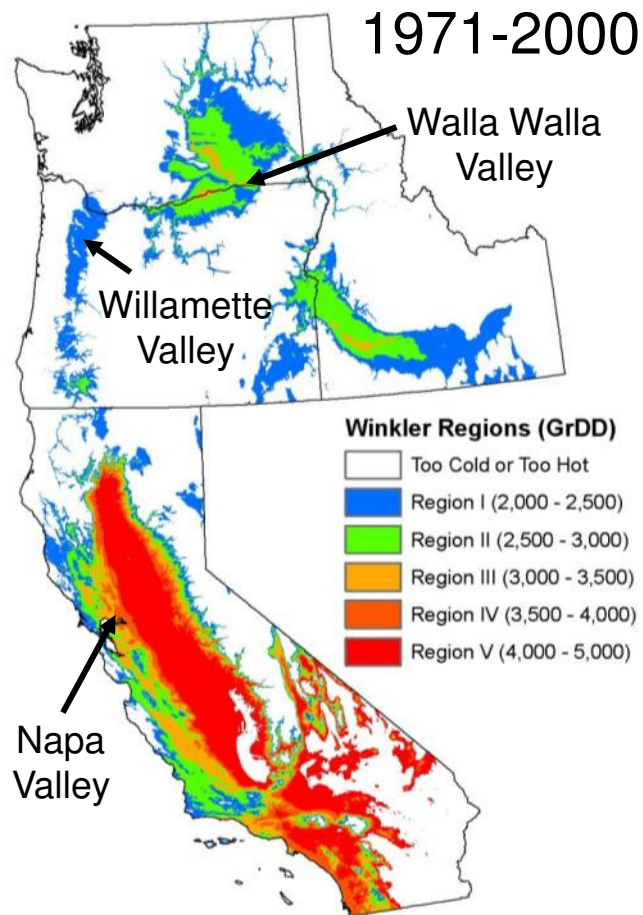 1971-2000
Walla Walla
Valley
Willamette
Valley
Winkler Regions (GrDD)
Too Cold or Too Hot
Region I (2,000 - 2,500)
Region II (2,500 - 3,000)
Region III (3,000 - 3,500)
Region IV (3,500 - 4,000)
Region V (4,000 - 5,000)
Napa
Valley